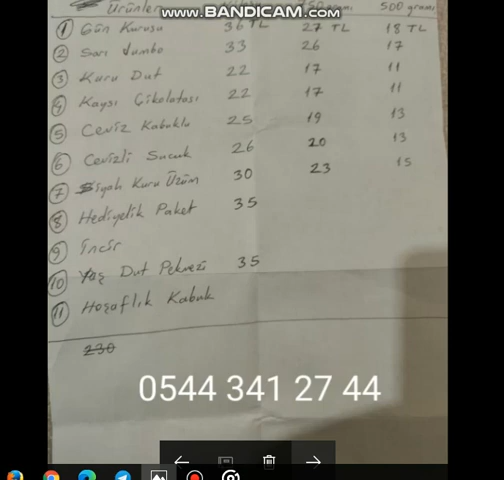 www.BANDICAM.com
Ürünler 500 gramı
1 Gün Kurusu 36 TL 27 TL 18 TL
2 Sarı Jumbo 33 26 17
3 Kuru Dut 22 17 11
4 Kayısı Çikolatası 22 17 11
5 Ceviz Kabuklu 25 19 13
6 Cevizli Sucuk 26 20 13
7 Siyah Kuru Üzüm 30 23 15
8 Hediyelik Paket 35
9 İncir
10 Yaş Dut Pekmezi 35
11 Hoşaflık Kabuk
230
0544 341 27 44